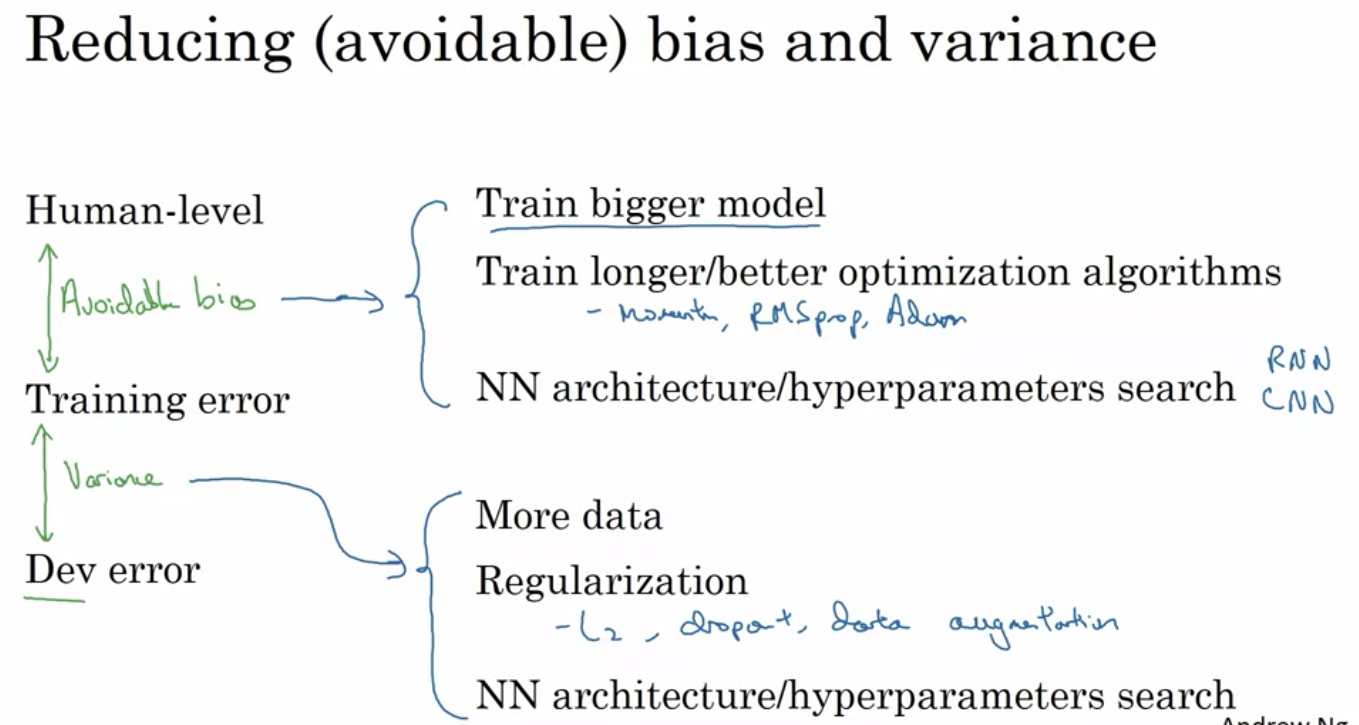 Reducing (avoidable) bias and variance
Human-level
Avoidable bias
Training error
Variance
Dev error
Train bigger model
Train longer/better optimization algorithms
- Momentum, RMSprop, Adam
NN architecture/hyperparameters search
RNN
CNN
More data
Regularization
- L2, dropout, data augmentation
NN architecture/hyperparameters search
Andrew Ng